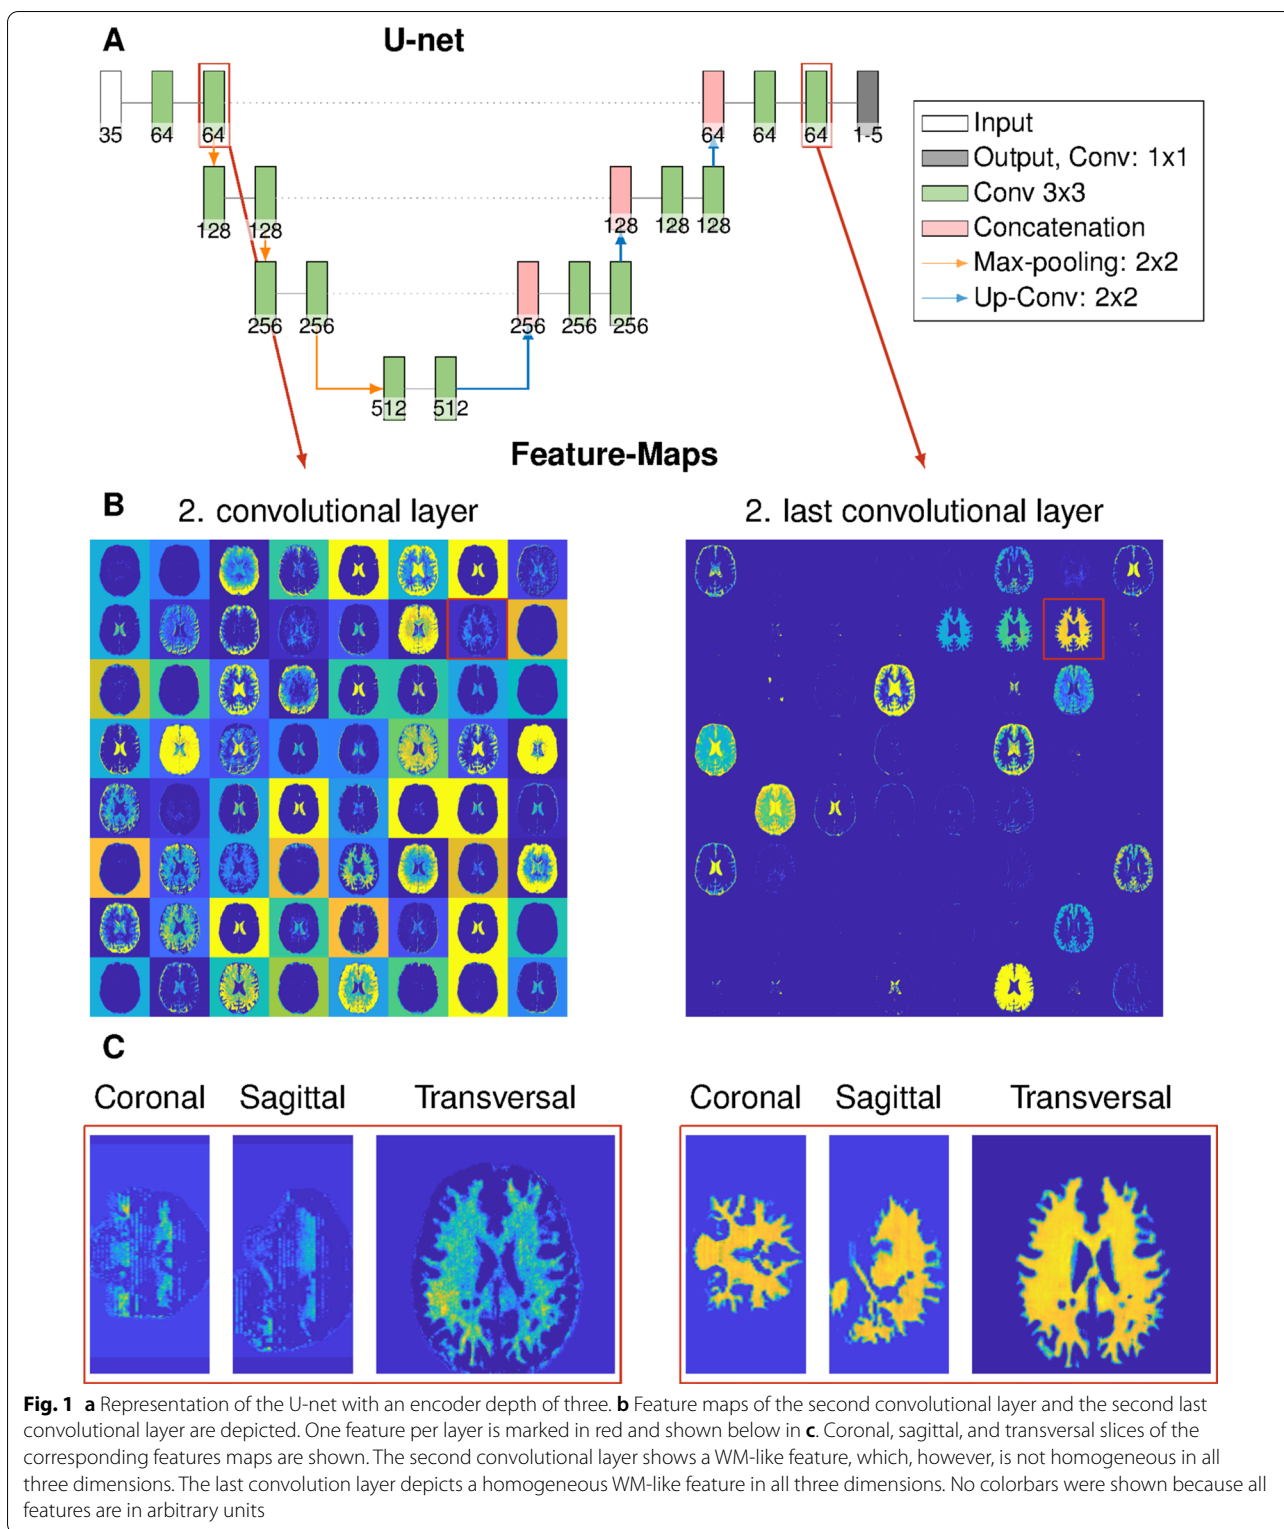 A
U-net
35
64
64
64
64
64
1-5
128
128
128
128
128
256
256
256
256
256
512
512
Input
Output, Conv: 1x1
Conv 3x3
Concatenation
Max-pooling: 2x2
Up-Conv: 2x2
Feature-Maps
B
2. convolutional layer
2. last convolutional layer
C
Coronal
Sagittal
Transversal
Coronal
Sagittal
Transversal
Fig. 1 a Representation of the U-net with an encoder depth of three. b Feature maps of the second convolutional layer and the second last
convolutional layer are depicted. One feature per layer is marked in red and shown below in c. Coronal, sagittal, and transversal slices of the
corresponding features maps are shown. The second convolutional layer shows a WM-like feature, which, however, is not homogeneous in all
three dimensions. The last convolution layer depicts a homogeneous WM-like feature in all three dimensions. No colorbars were shown because all
features are in arbitrary units